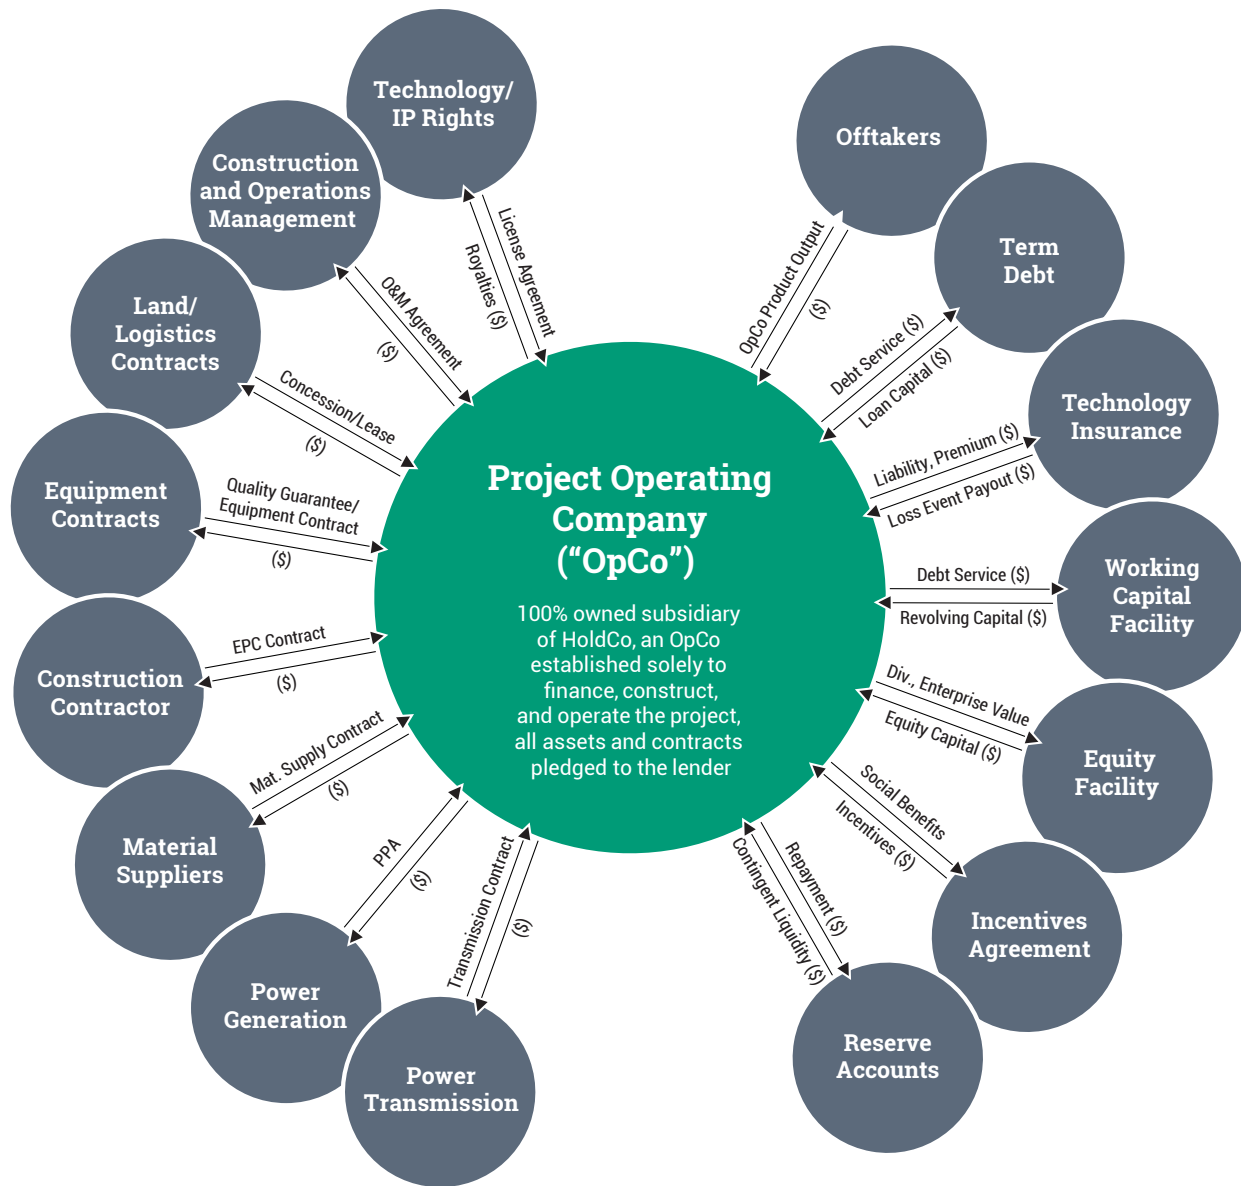 Technology/
IP Rights
Construction
and Operations
Management
Land/
Logistics
Contracts
Equipment
Contracts
Construction
Contractor
Material
Suppliers
Power
Generation
Power
Transmission
License Agreement
Royalties ($)
O&M Agreement
($)
Concession/Lease
($)
Quality Guarantee/
Equipment Contract
($)
EPC Contract
($)
Mat. Supply Contract
($)
PPA
($)
Transmission Contract
($)
Project Operating
Company
(“OpCo”)
100% owned subsidiary
of HoldCo, an OpCo
established solely to
finance, construct,
and operate the project,
all assets and contracts
pledged to the lender
OpCo Product Output
($)
Debt Service ($)
Loan Capital ($)
Liability, Premium ($)
Loss Event Payout ($)
Debt Service ($)
Revolving Capital ($)
Div., Enterprise Value
Equity Capital ($)
Social Benefits
Incentives ($)
Repayment ($)
Contingent Liquidity ($)
Offtakers
Term
Debt
Technology
Insurance
Working
Capital
Facility
Equity
Facility
Incentives
Agreement
Reserve
Accounts